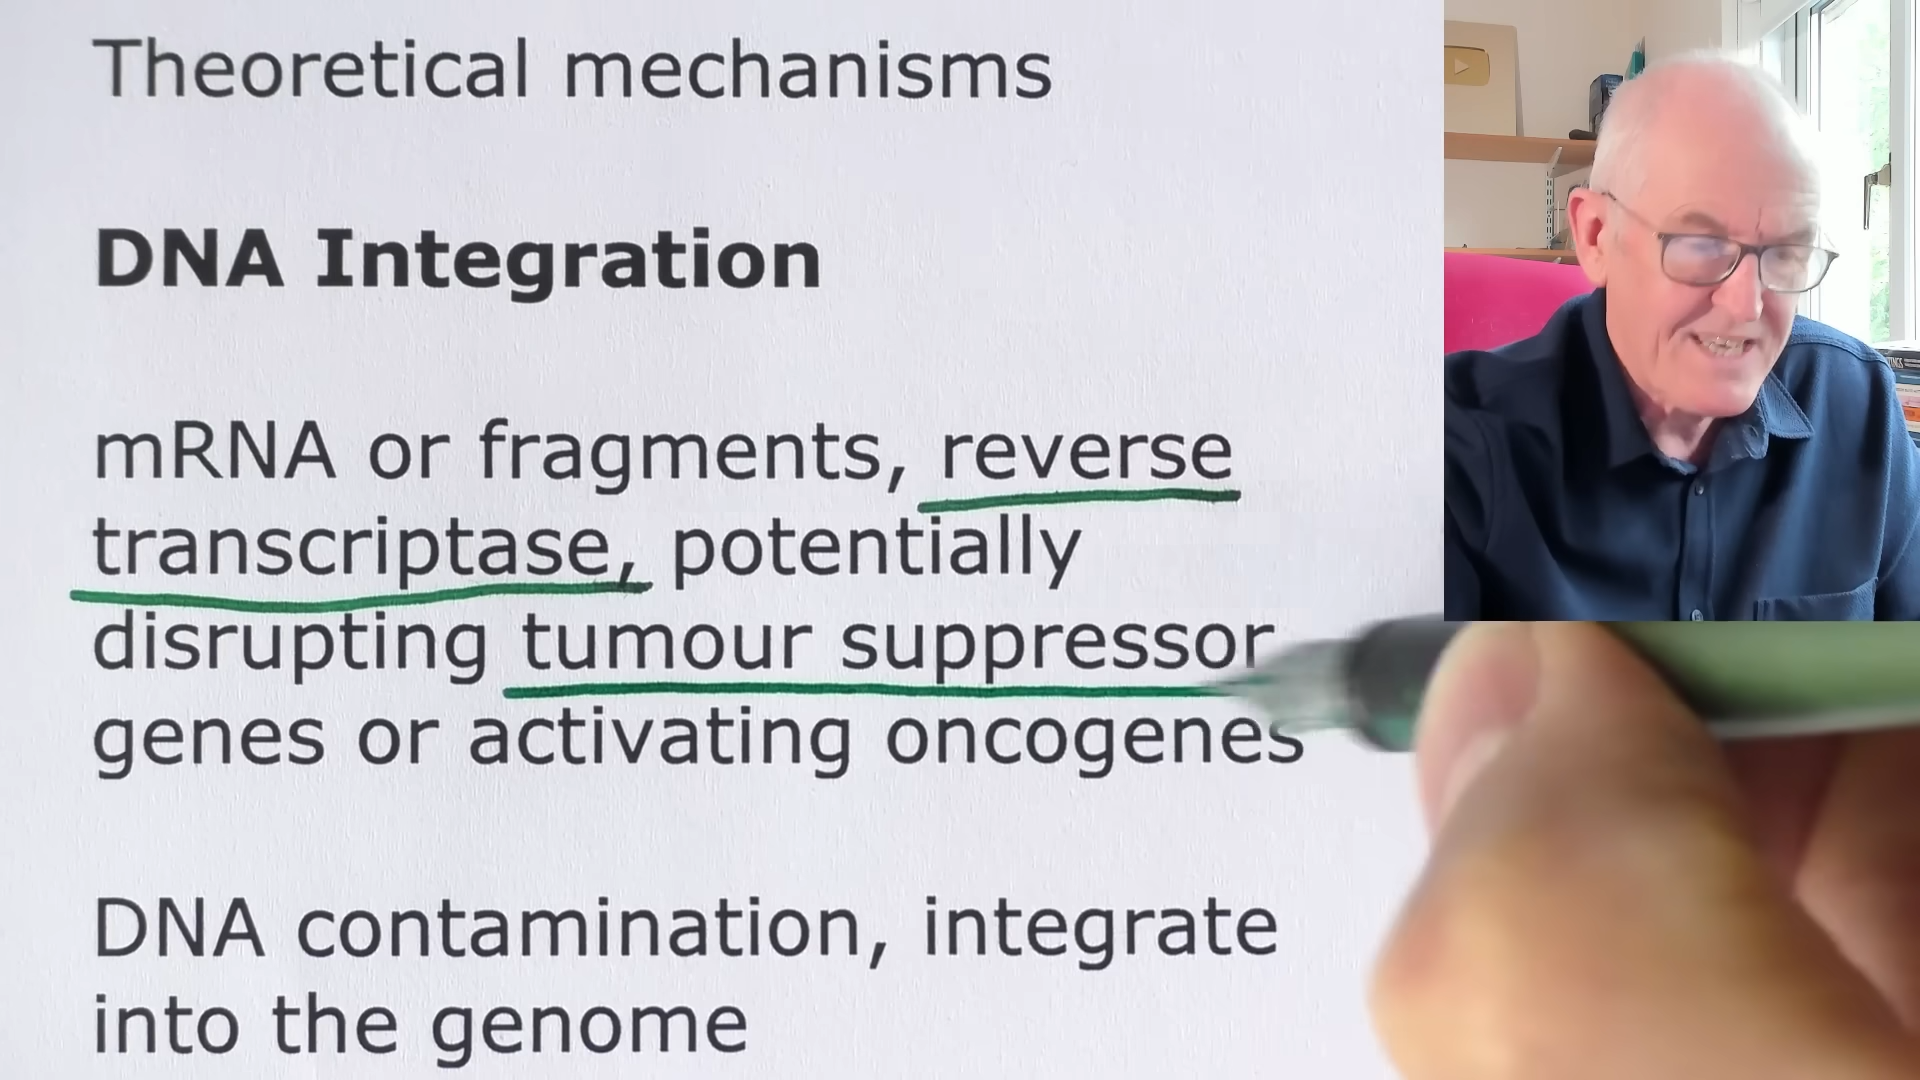 Theoretical mechanisms
DNA Integration
mRNA or fragments, reverse
transcriptase, potentially
disrupting tumour suppressor
genes or activating oncogenes
DNA contamination, integrate
into the genome